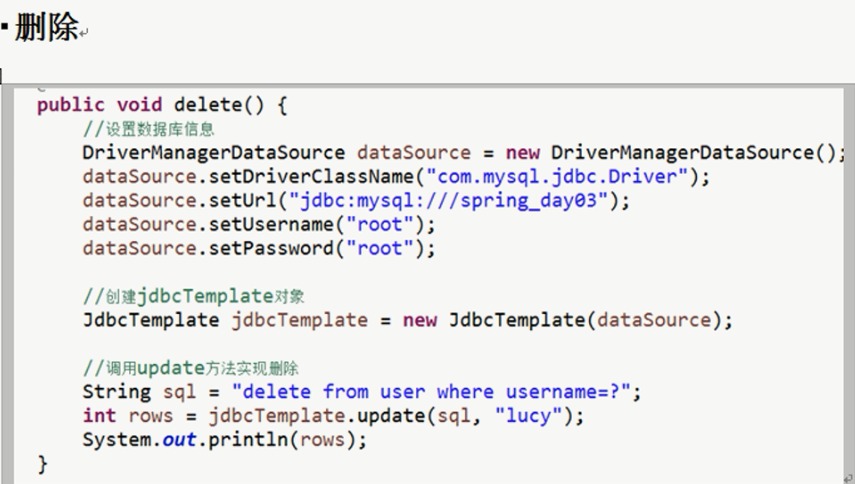 删除
public void delete() {
//设置数据库信息
DriverManagerDataSource dataSource = new DriverManagerDataSource();
dataSource.setDriverClassName("com.mysql.jdbc.Driver");
dataSource.setUrl("jdbc:mysql:///spring_day03");
dataSource.setUsername("root");
dataSource.setPassword("root");
//创建jdbcTemplate对象
JdbcTemplate jdbcTemplate = new JdbcTemplate(dataSource);
//调用update方法实现删除
String sql = "delete from user where username=?";
int rows = jdbcTemplate.update(sql, "lucy");
System.out.println(rows);
}